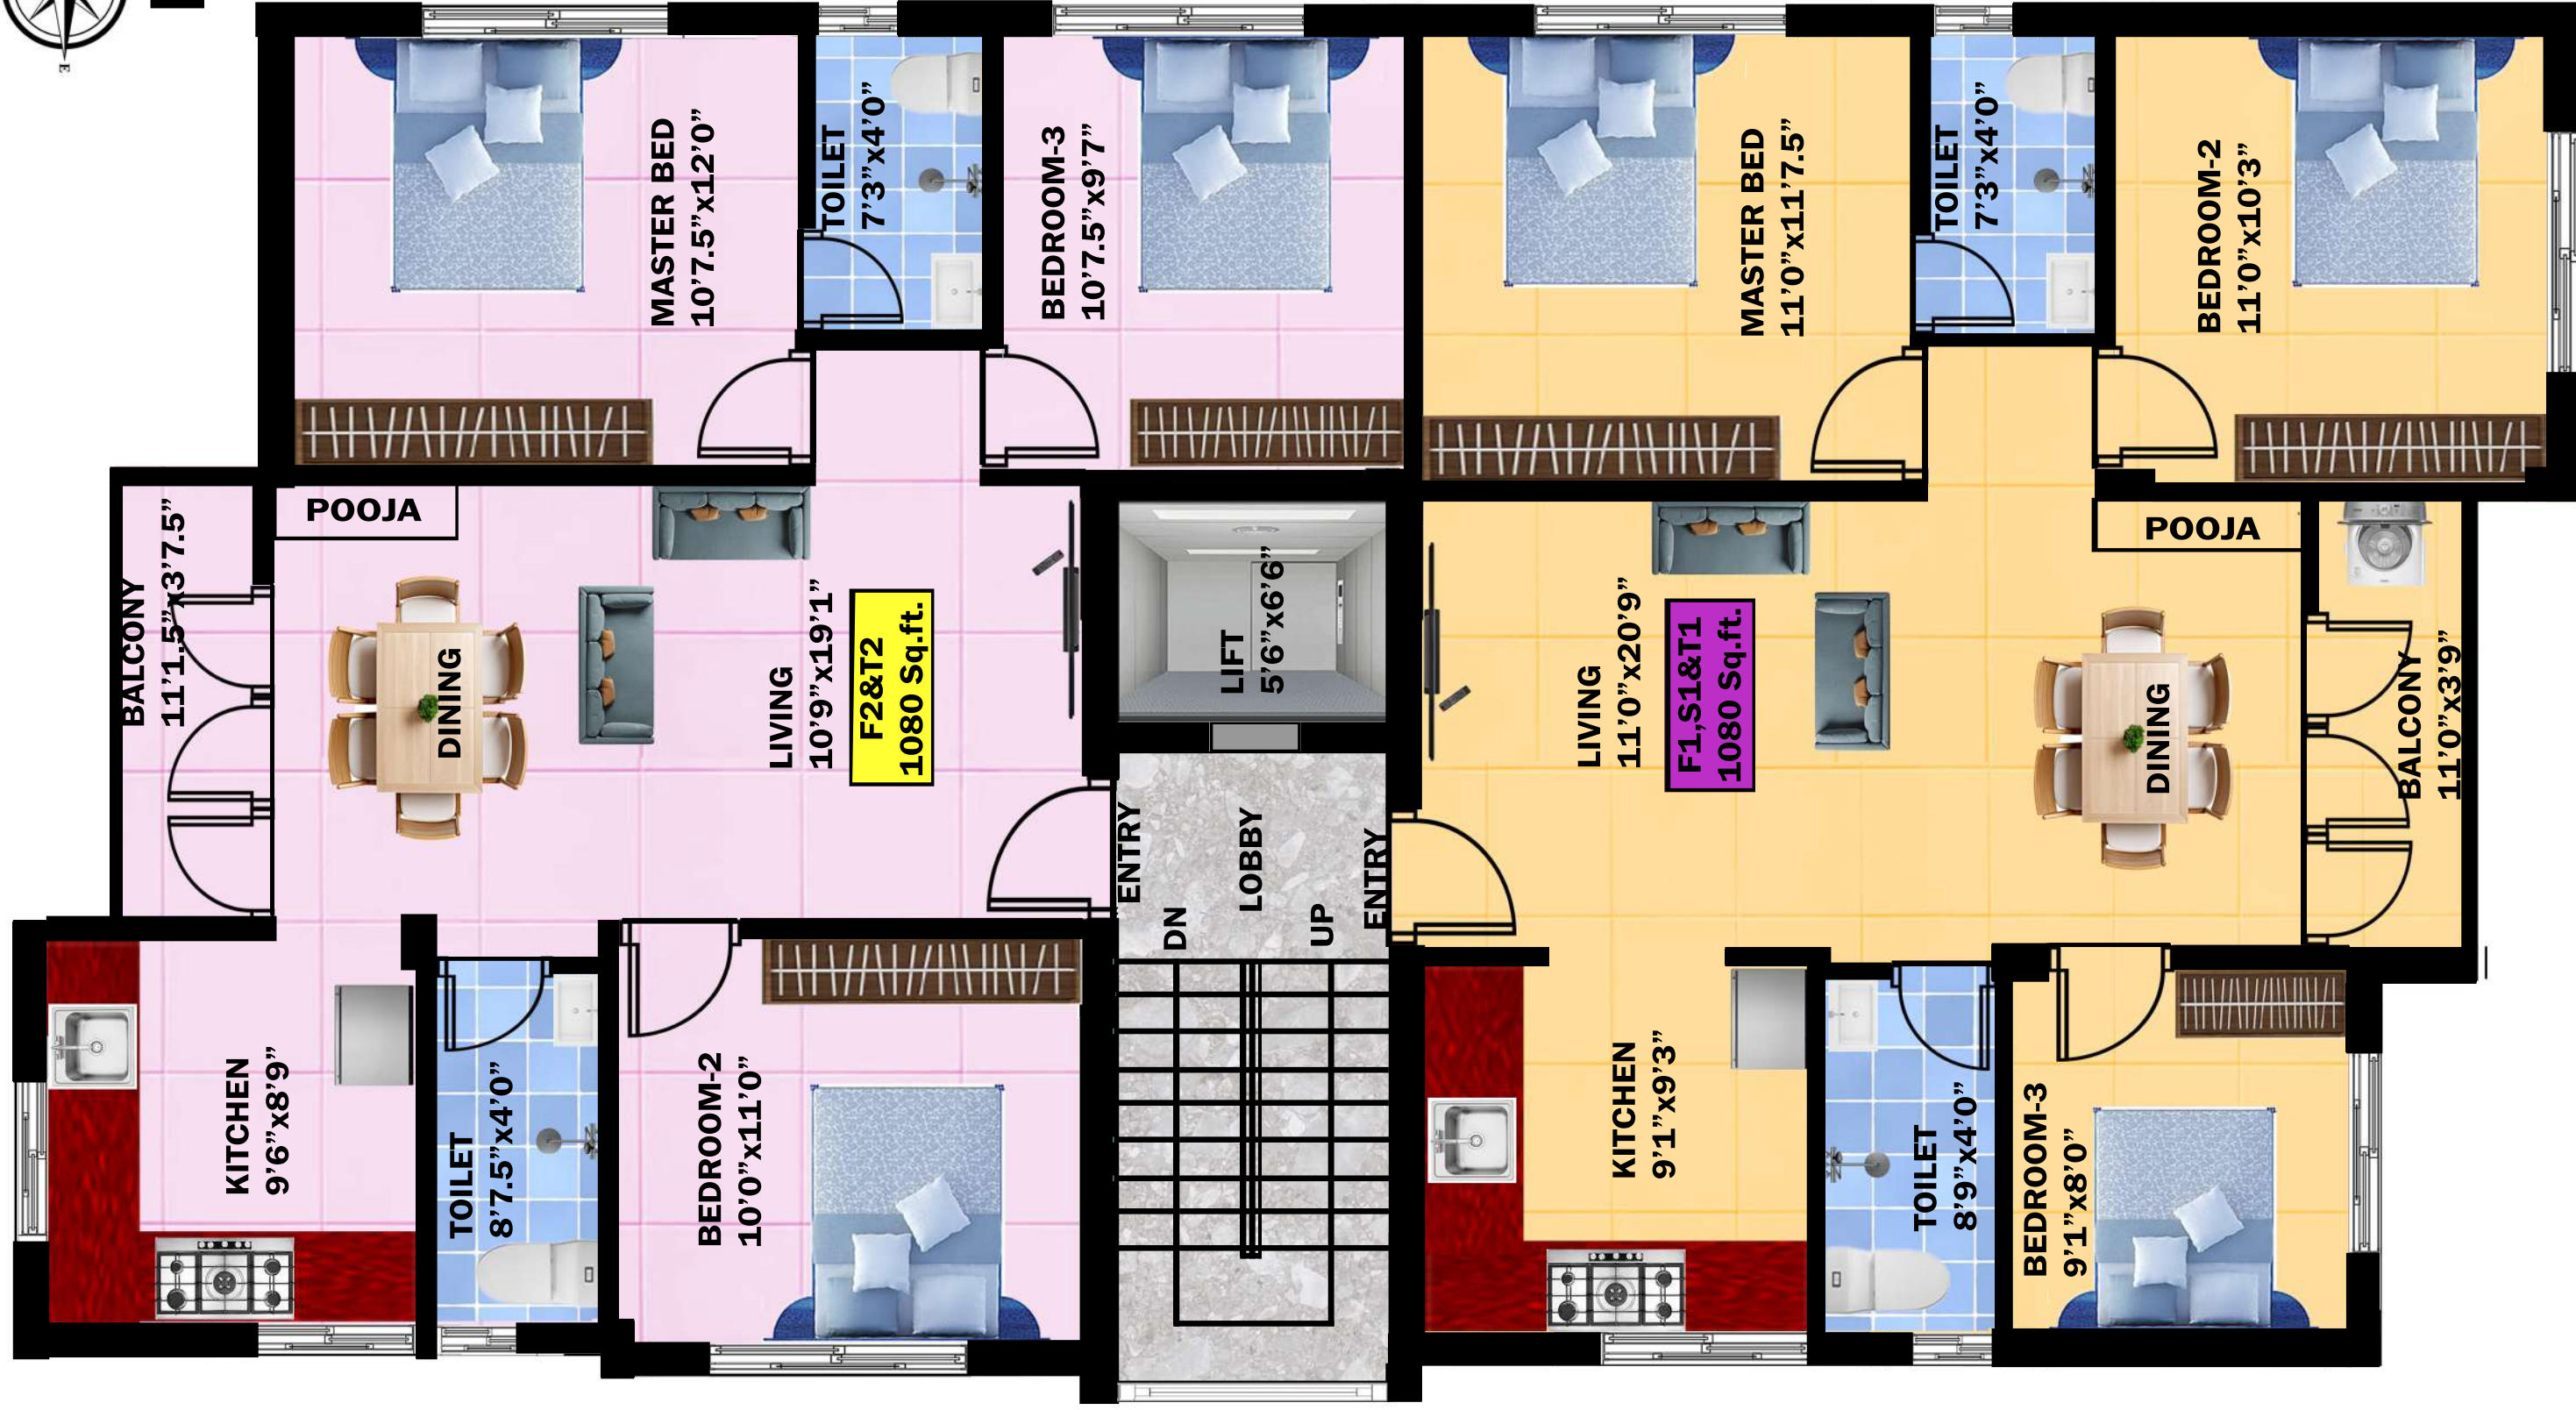 E
MASTER BED
10'7.5"x12'0"
TOILET
7'3"x4'0"
BEDROOM-3
10'7.5"x9'7"
MASTER BED
11'0"x11'7.5"
TOILET
7'3"x4'0"
BEDROOM-2
11'0"x10'3"
BALCONY
11'1.5"x3'7.5"
POOJA
DINING
LIVING
10'9"x19'1"
F2&T2
1080 Sq.ft.
LIFT
5'6"x6'6"
LIVING
11'0"x20'9"
F1,S1&T1
1080 Sq.ft.
POOJA
DINING
BALCONY
11'0"x3'9"
ENTRY
LOBBY
ENTRY
DN
UP
KITCHEN
9'6"x8'9"
TOILET
8'7.5"x4'0"
BEDROOM-2
10'0"x11'0"
KITCHEN
9'1"x9'3"
TOILET
8'9"x4'0"
BEDROOM-3
9'1"x8'0"